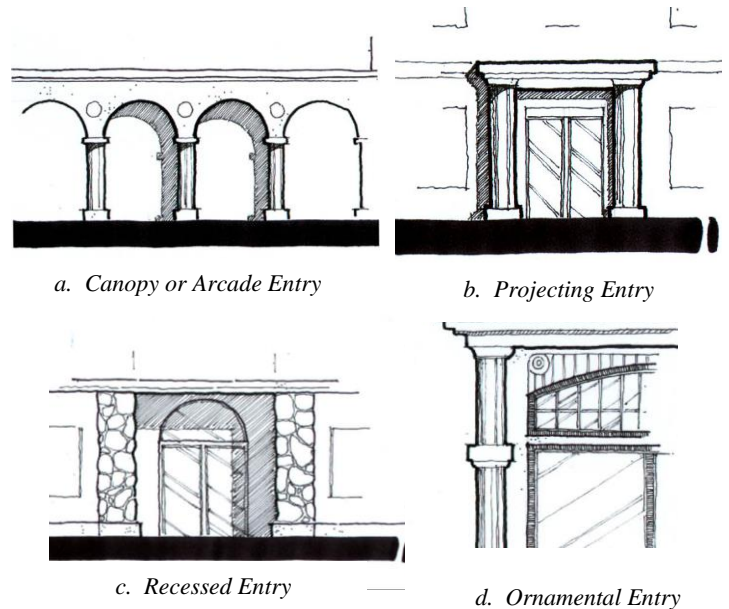 a. Canopy or Arcade Entry
b. Projecting Entry
c. Recessed Entry
d. Ornamental Entry